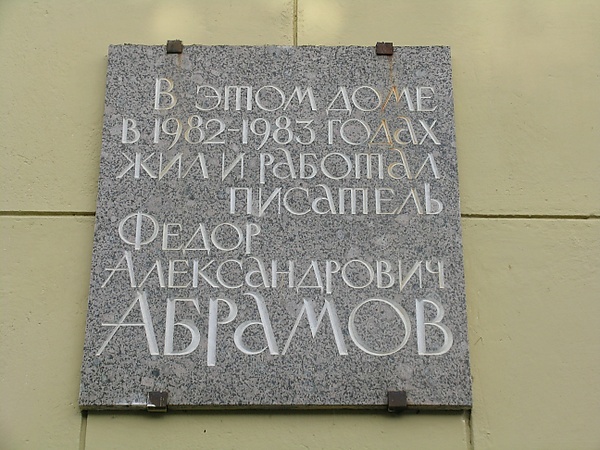 В ЭТОМ ДОМЕ
В 1982-1983 ГОДАХ
ЖИЛ И РАБОТАЛ
ПИСАТЕЛЬ
ФЕДОР
АЛЕКСАНДРОВИЧ
АБРАМОВ